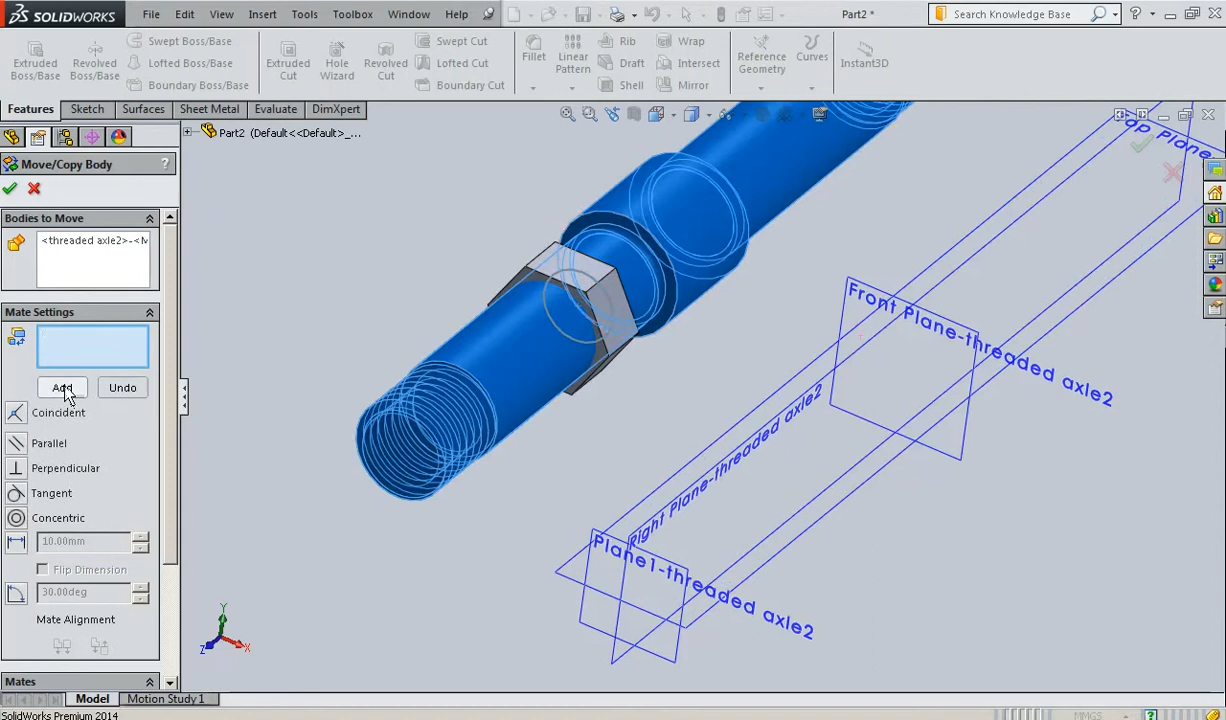 SOLIDWORKS File Edit View Insert Tools Toolbox Window Help Part2 * Search Knowledge Base ?
Extruded Boss/Base Revolved Boss/Base Swept Boss/Base Lofted Boss/Base Boundary Boss/Base Extruded Cut Hole Wizard Revolved Cut Swept Cut Lofted Cut Boundary Cut Fillet Linear Pattern Rib Draft Shell Wrap Intersect Mirror Reference Geometry Curves Instant3D
Features Sketch Surfaces Sheet Metal Evaluate DimXpert
Part2 (Default<<Default>_...
Move/Copy Body ?
Bodies to Move
<threaded axle2>-<M
Mate Settings
Add Undo
Coincident
Parallel
Perpendicular
Tangent
Concentric
10.00mm
Flip Dimension
30.00deg
Mate Alignment
Mates
Top Plane-
Front Plane-threaded axle2
Right Plane-threaded axle2
Plane1-threaded axle2
Y
Z X
Model Motion Study 1
SolidWorks Premium 2014 MMGS ?